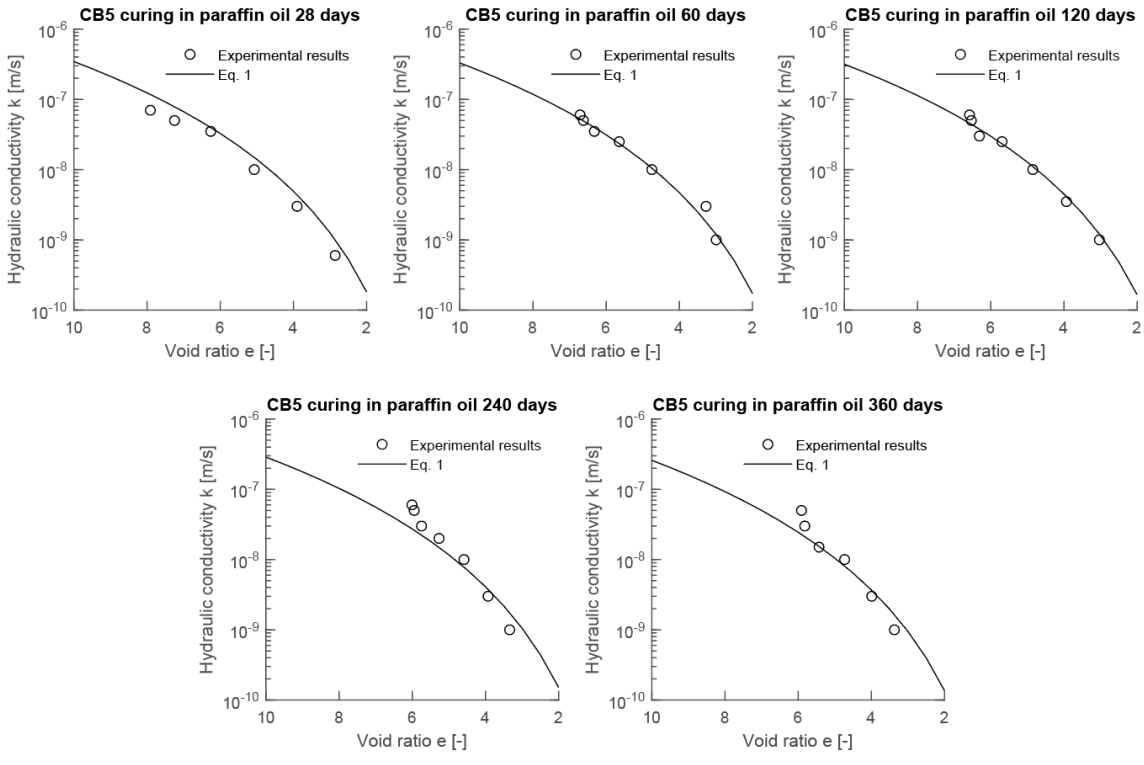 CB5 curing in paraffin oil 28 days
Hydraulic conductivity k [m/s]
10⁻⁶
10⁻⁷
10⁻⁸
10⁻⁹
10⁻¹⁰
Experimental results
Eq. 1
10 8 6 4 2
Void ratio e [-]
CB5 curing in paraffin oil 60 days
Hydraulic conductivity k [m/s]
10⁻⁶
10⁻⁷
10⁻⁸
10⁻⁹
10⁻¹⁰
Experimental results
Eq. 1
10 8 6 4 2
Void ratio e [-]
CB5 curing in paraffin oil 120 days
Hydraulic conductivity k [m/s]
10⁻⁶
10⁻⁷
10⁻⁸
10⁻⁹
10⁻¹⁰
Experimental results
Eq. 1
10 8 6 4 2
Void ratio e [-]
CB5 curing in paraffin oil 240 days
Hydraulic conductivity k [m/s]
10⁻⁶
10⁻⁷
10⁻⁸
10⁻⁹
10⁻¹⁰
Experimental results
Eq. 1
10 8 6 4 2
Void ratio e [-]
CB5 curing in paraffin oil 360 days
Hydraulic conductivity k [m/s]
10⁻⁶
10⁻⁷
10⁻⁸
10⁻⁹
10⁻¹⁰
Experimental results
Eq. 1
10 8 6 4 2
Void ratio e [-]